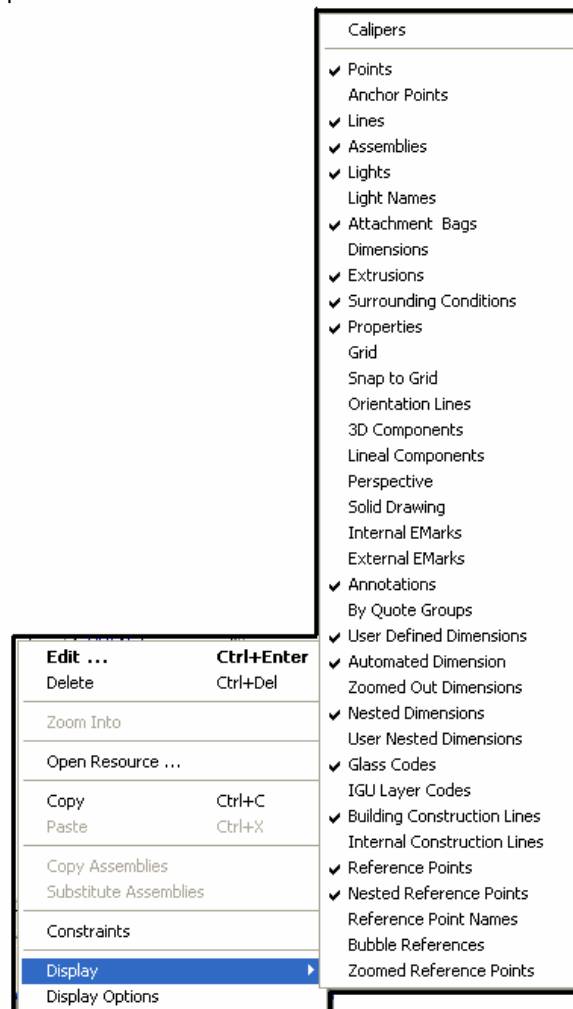 Calipers
✓ Points
Anchor Points
✓ Lines
✓ Assemblies
✓ Lights
Light Names
✓ Attachment Bags
Dimensions
✓ Extrusions
✓ Surrounding Conditions
✓ Properties
Grid
Snap to Grid
Orientation Lines
3D Components
Lineal Components
Perspective
Solid Drawing
Internal EMarks
External EMarks
✓ Annotations
By Quote Groups
✓ User Defined Dimensions
✓ Automated Dimension
Zoomed Out Dimensions
✓ Nested Dimensions
User Nested Dimensions
✓ Glass Codes
IGU Layer Codes
✓ Building Construction Lines
Internal Construction Lines
✓ Reference Points
✓ Nested Reference Points
Reference Point Names
Bubble References
Zoomed Reference Points
Edit ... Ctrl+Enter
Delete Ctrl+Del
Zoom Into
Open Resource ...
Copy Ctrl+C
Paste Ctrl+X
Copy Assemblies
Substitute Assemblies
Constraints
Display
Display Options